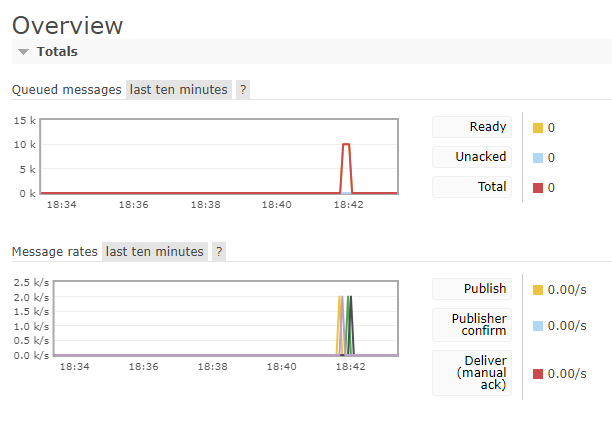 Overview
Totals
Queued messages last ten minutes ?
15 k
10 k
5 k
0 k
18:34 18:36 18:38 18:40 18:42
Ready 0
Unacked 0
Total 0
Message rates last ten minutes ?
2.5 k/s
2.0 k/s
1.5 k/s
1.0 k/s
0.5 k/s
0.0 k/s
18:34 18:36 18:38 18:40 18:42
Publish 0.00/s
Publisher
confirm 0.00/s
Deliver
(manual 0.00/s
ack)